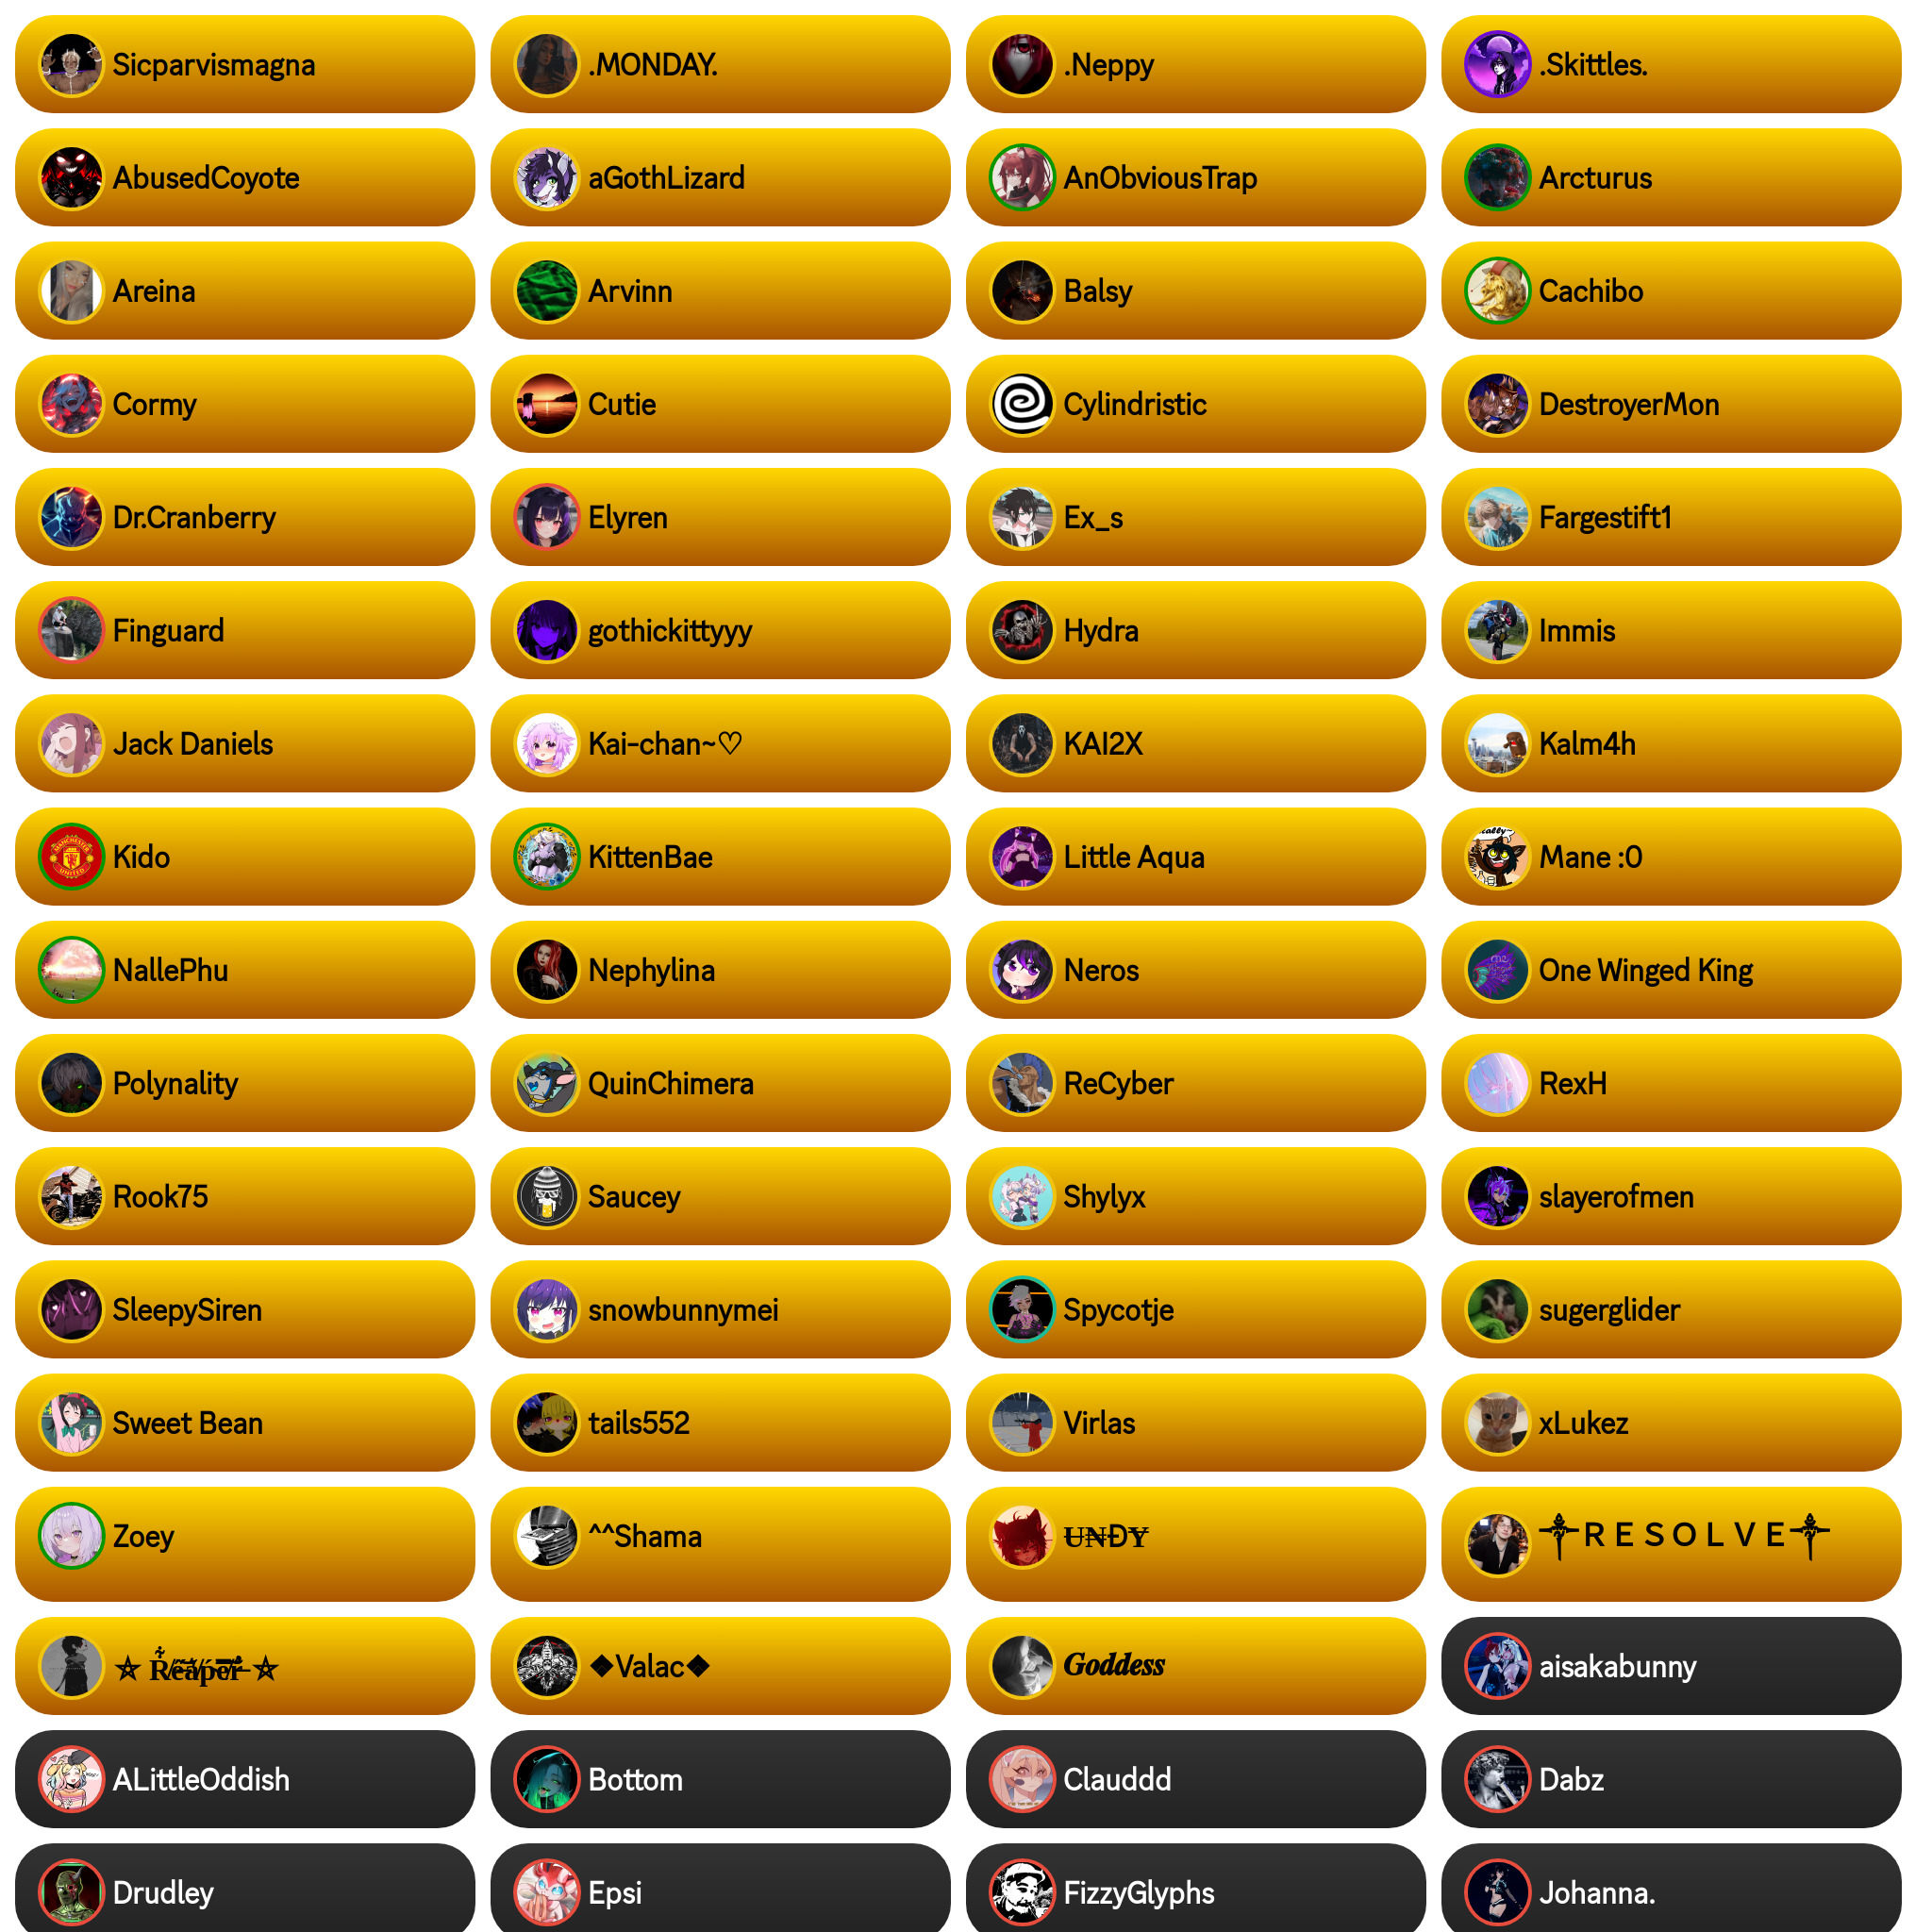 Sicparvismagna
.MONDAY.
.Neppy
.Skittles.
AbusedCoyote
aGothLizard
AnObviousTrap
Arcturus
Areina
Arvinn
Balsy
Cachibo
Cormy
Cutie
Cylindristic
DestroyerMon
Dr.Cranberry
Elyren
Ex_s
Fargestift1
Finguard
gothickittyyy
Hydra
Immis
Jack Daniels
Kai-chan~♡
KAI2X
Kalm4h
MANCHESTER
UNITED
Kido
KittenBae
Little Aqua
Mane :0
NallePhu
Nephylina
Neros
One Winged King
Polynality
QuinChimera
ReCyber
RexH
Rook75
Saucey
Shylyx
slayerofmen
SleepySiren
snowbunnymei
Spycotje
sugerglider
Sweet Bean
tails552
Virlas
xLukez
Zoey
^^Shama
U̶N̶ĐY̶
⸸R E S O L V E⸸
⛥ Reaper ⛥
❖Valac❖
𝑮𝒐𝒅𝒅𝒆𝒔𝒔
aisakabunny
ALittleOddish
Bottom
Clauddd
Dabz
Drudley
Epsi
FizzyGlyphs
Johanna.